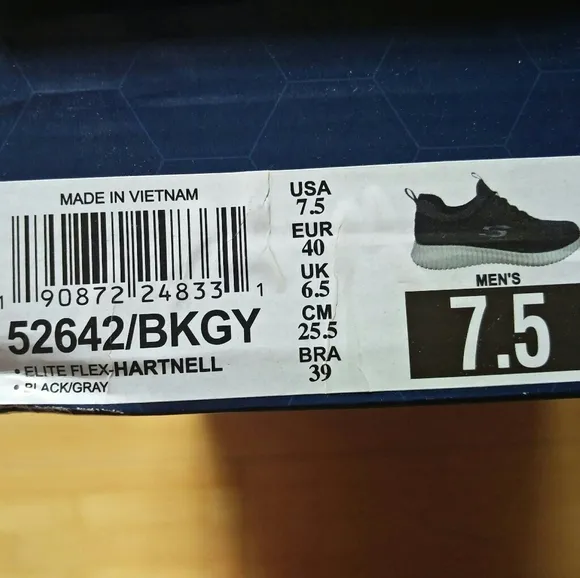 MADE IN VIETNAM
1 90872 24833 1
52642/BKGY
• ELITE FLEX-HARTNELL
• BLACK/GRAY
USA
7.5
EUR
40
UK
6.5
CM
25.5
BRA
39
S
MEN'S
7.5